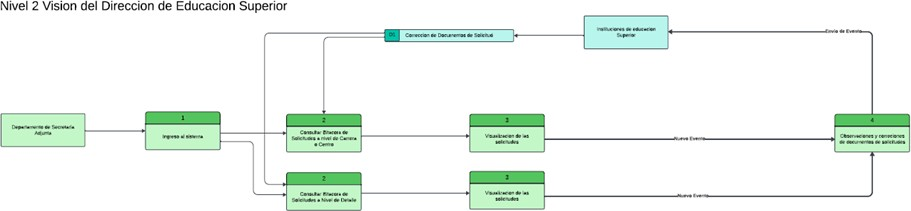 Nivel 2 Vision del Direccion de Educacion Superior
Correccion de Documentos de Solicitud
Instituciones de educacion
Superior
Envio de Evento
1
2
3
4
Departamento de Secretaria
Adjunta
Ingreso al sistema
Consultar Bitacora de
Solicitudes a nivel de Centro
a Centro
Visualizacion de las
solicitudes
Nuevo Evento
Observaciones y correciones
de documentos de solicitudes
2
3
Consultar Bitacora de
Solicitudes a Nivel de Detalle
Visualizacion de las
solicitudes
Nuevo Evento